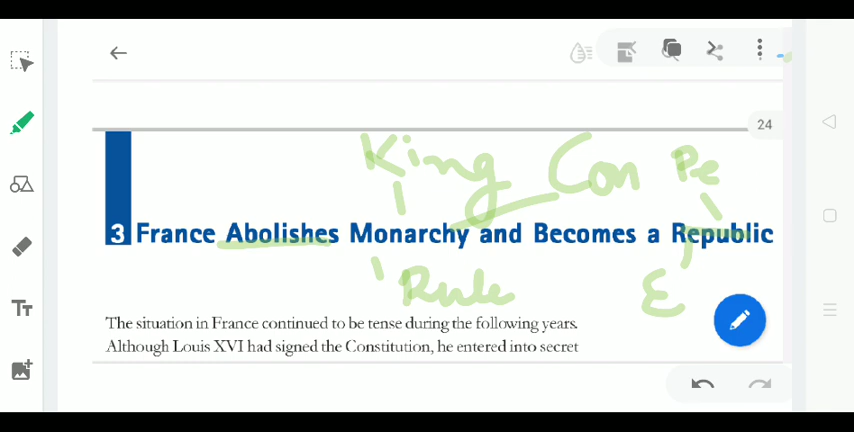 24
King Con Pe
3 France Abolishes Monarchy and Becomes a Republic
Rule E
The situation in France continued to be tense during the following years.
Although Louis XVI had signed the Constitution, he entered into secret
TT